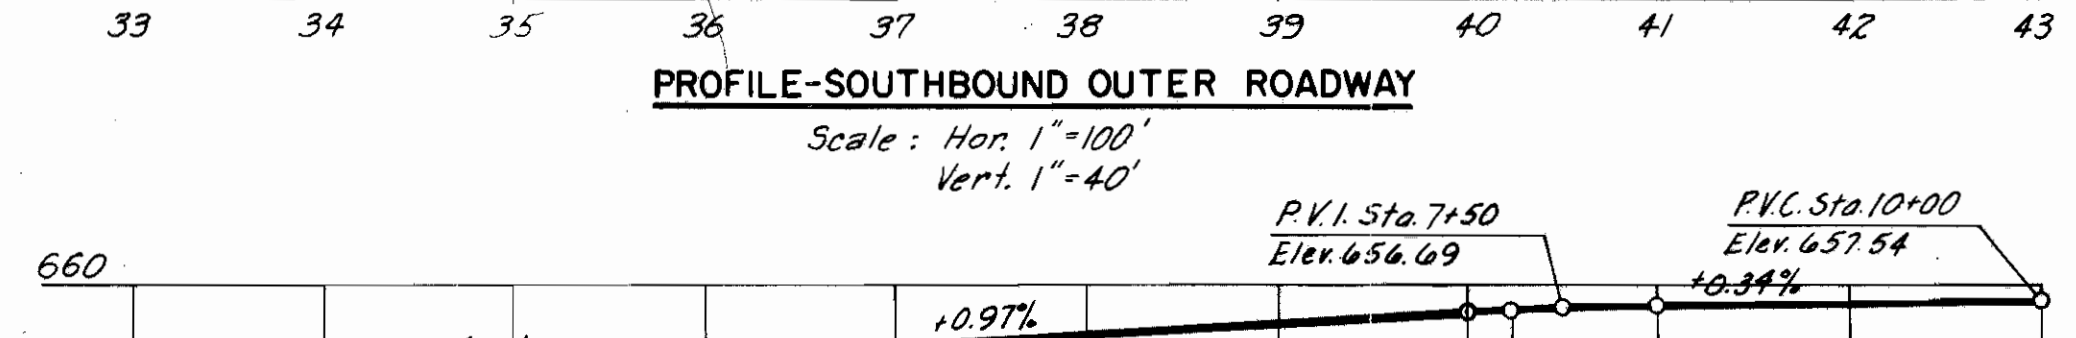 33 34 35 36 37 38 39 40 41 42 43
PROFILE-SOUTHBOUND OUTER ROADWAY
Scale: Hor. 1"=100'
Vert. 1"=40'
P.V.I. Sta. 7+50
Elev. 656.69
P.V.C. Sta. 10+00
Elev. 657.54
660
+0.34%
+0.97%